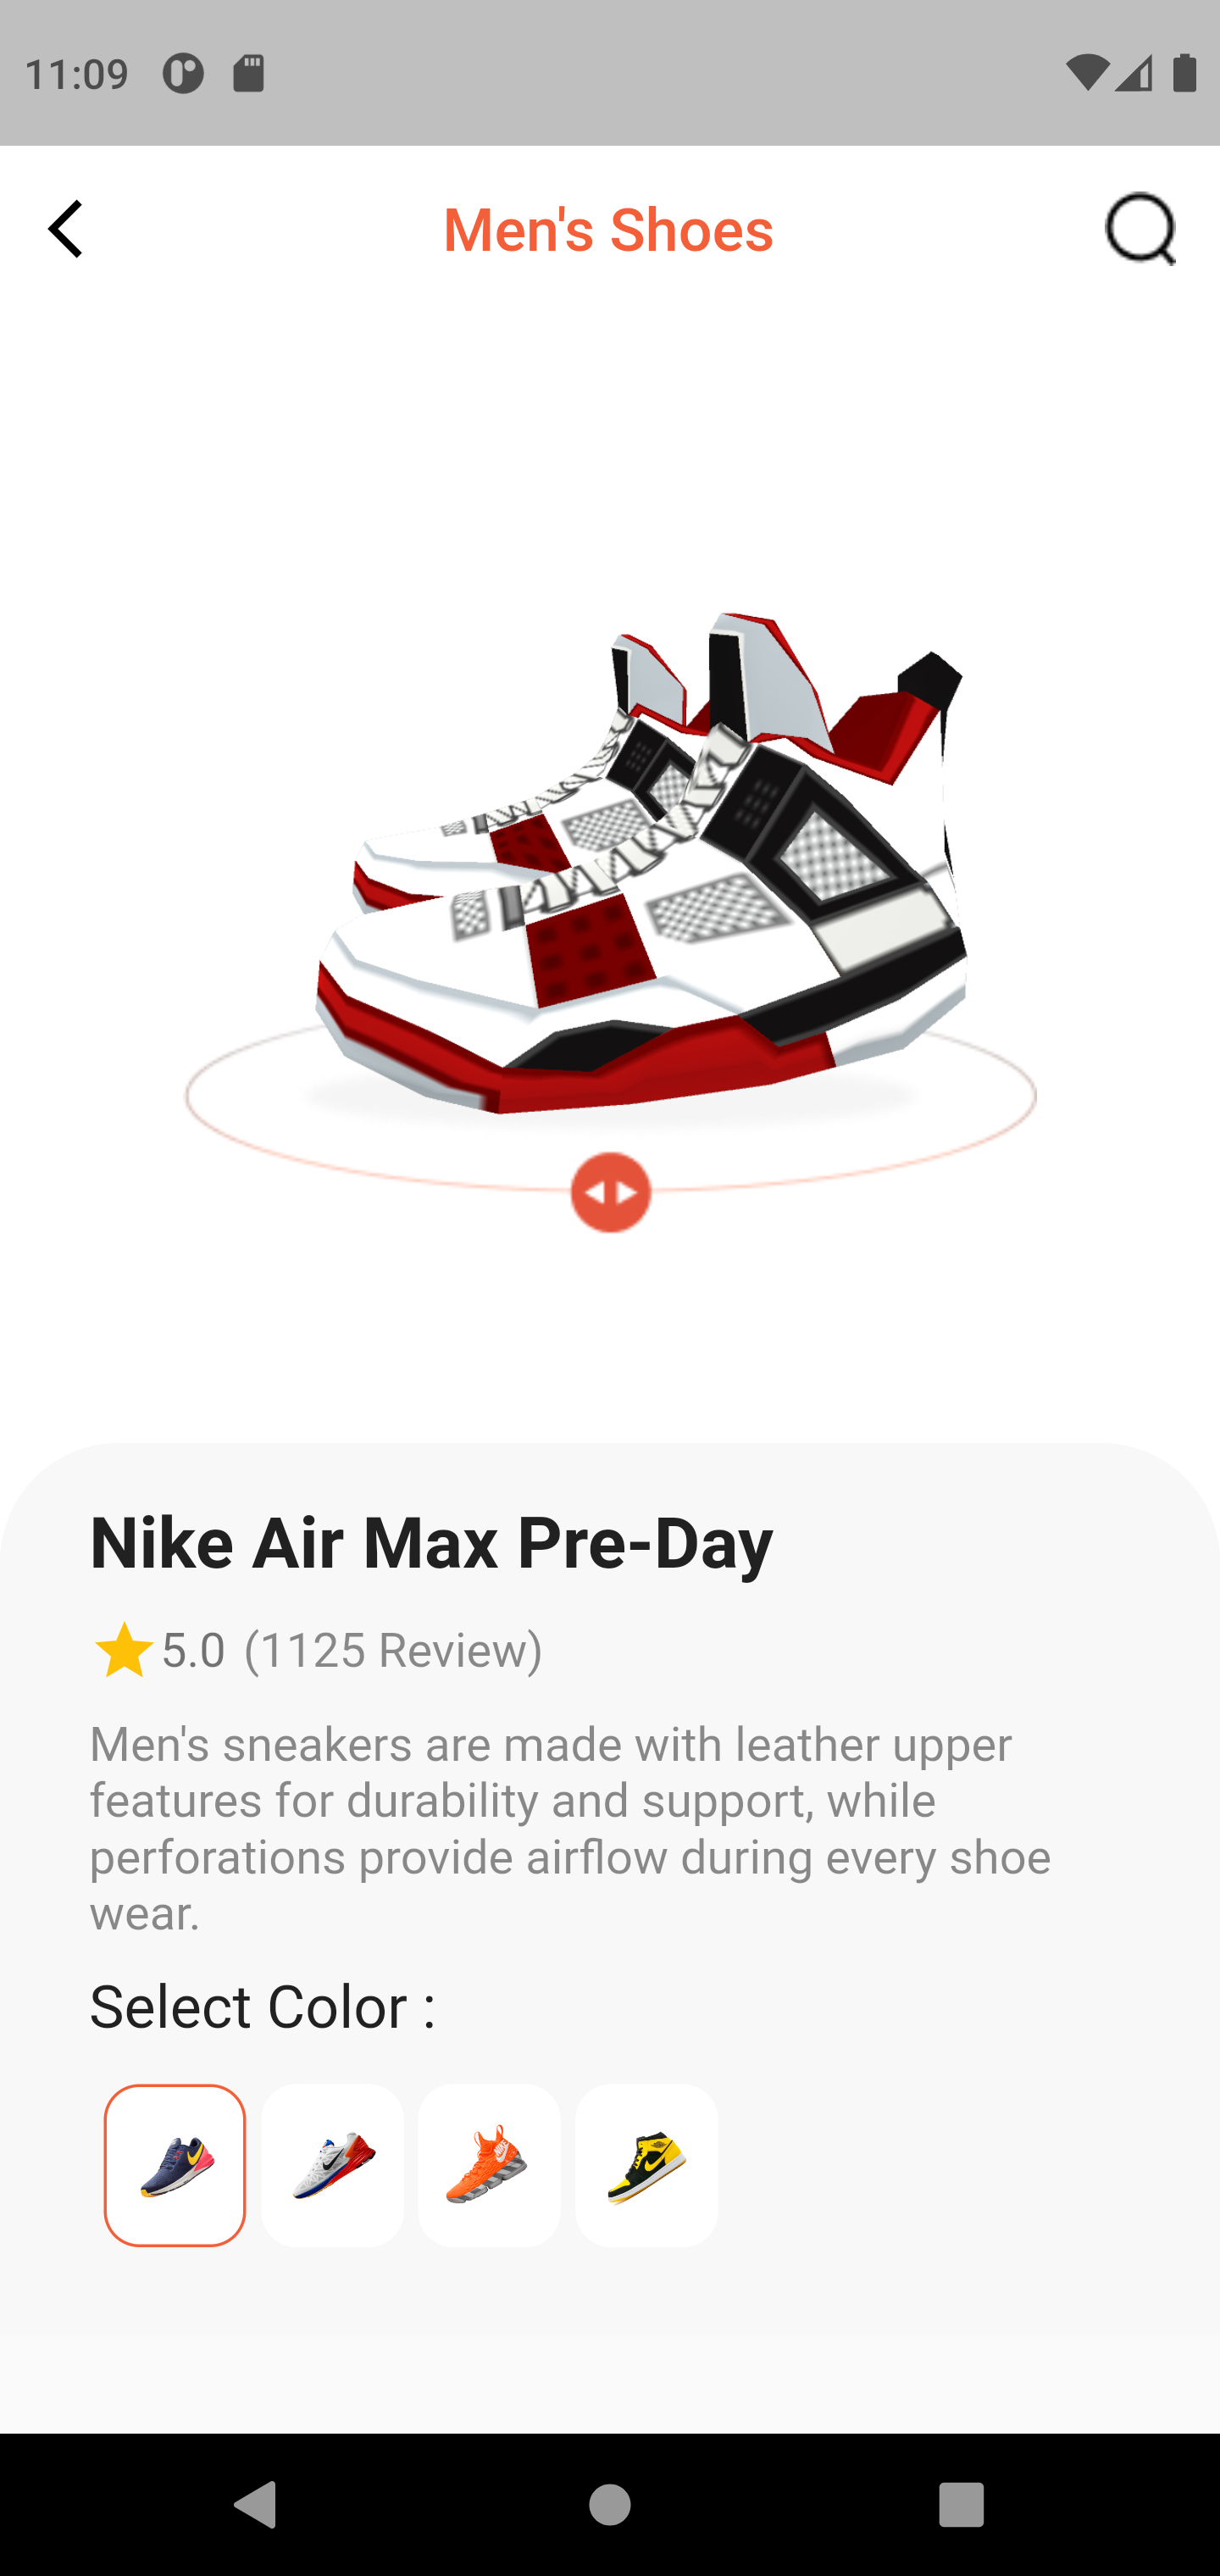 11:09
Men's Shoes
Nike Air Max Pre-Day
5.0 (1125 Review)
Men's sneakers are made with leather upper
features for durability and support, while
perforations provide airflow during every shoe
wear.
Select Color :